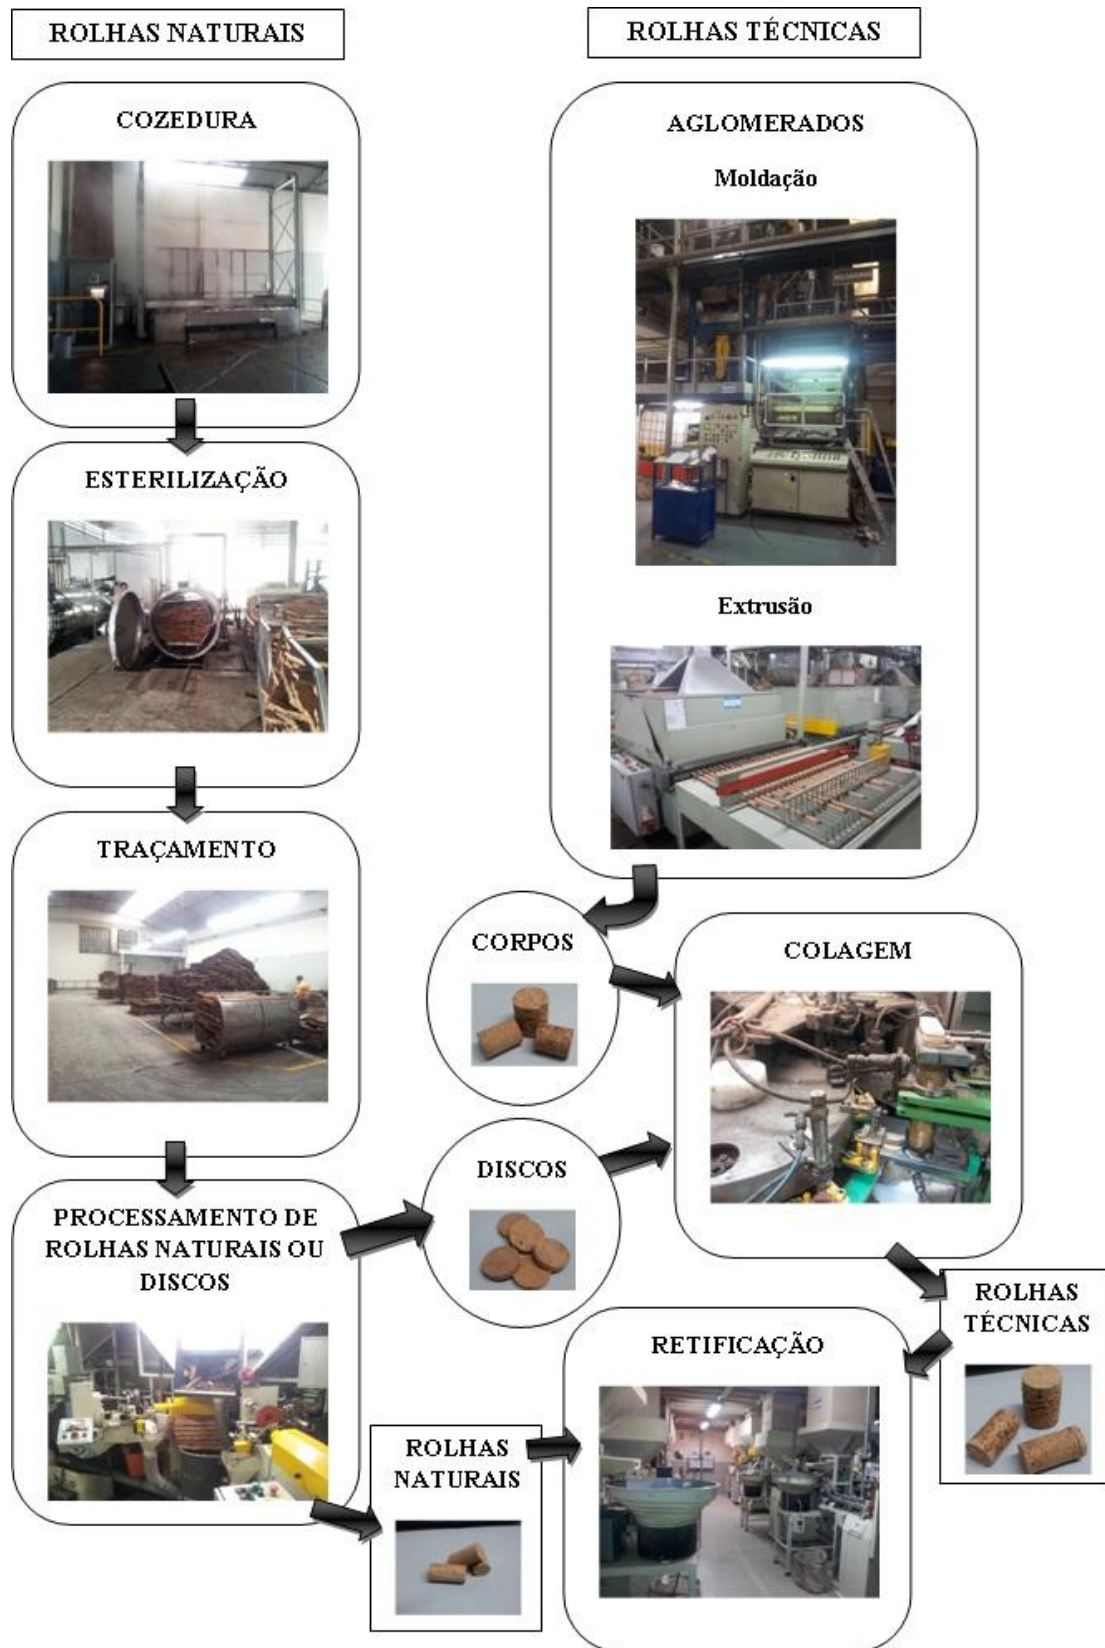 ROLHAS NATURAIS
ROLHAS TÉCNICAS
COZEDURA
ESTERILIZAÇÃO
TRAÇAMENTO
PROCESSAMENTO DE
ROLHAS NATURAIS OU
DISCOS
AGLOMERADOS
Moldação
Extrusão
CORPOS
DISCOS
COLAGEM
ROLHAS
TÉCNICAS
ROLHAS
NATURAIS
RETIFICAÇÃO